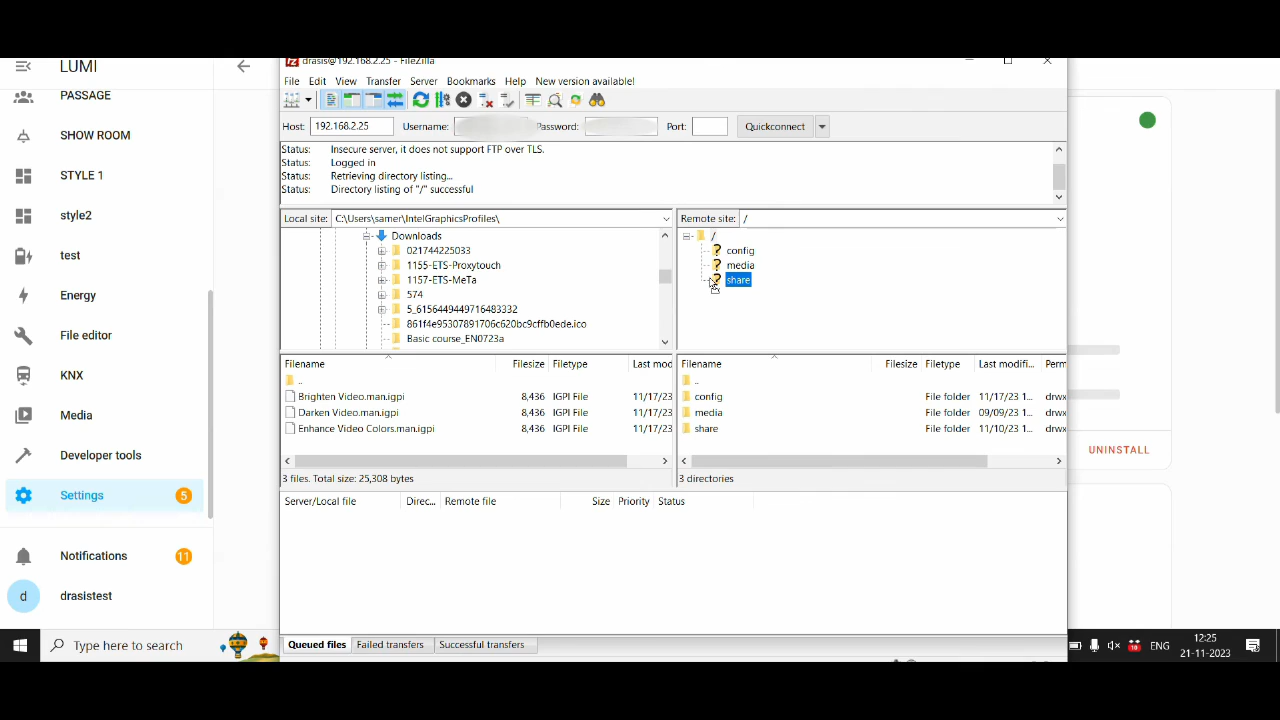 LUMI
PASSAGE
SHOW ROOM
STYLE 1
style2
test
Energy
File editor
KNX
Media
Developer tools
Settings 5
Notifications 11
d drasistest
drasis@192.168.2.25 - FileZilla
File Edit View Transfer Server Bookmarks Help New version available!
Host: 192.168.2.25 Username: Password: Port: Quickconnect
Status: Insecure server, it does not support FTP over TLS.
Status: Logged in
Status: Retrieving directory listing...
Status: Directory listing of "/" successful
Local site: C:\Users\samer\IntelGraphicsProfiles\
Downloads
021744225033
1155-ETS-Proxytouch
1157-ETS-MeTa
574
5_6156449449716483332
861f4e95307891706c620bc9cffb0ede.ico
Basic course_EN0723a
Remote site: /
/
config
media
share
Filename Filesize Filetype Last mod
..
Brighten Video.man.igpi 8,436 IGPI File 11/17/23
Darken Video.man.igpi 8,436 IGPI File 11/17/23
Enhance Video Colors.man.igpi 8,436 IGPI File 11/17/23
3 files. Total size: 25,308 bytes
Filename Filesize Filetype Last modifi... Perm
..
config File folder 11/17/23 1... drwx
media File folder 09/09/23 1... drwx
share File folder 11/10/23 1... drwx
3 directories
Server/Local file Direc... Remote file Size Priority Status
Queued files Failed transfers Successful transfers
UNINSTALL
Type here to search
ENG
12:25
21-11-2023